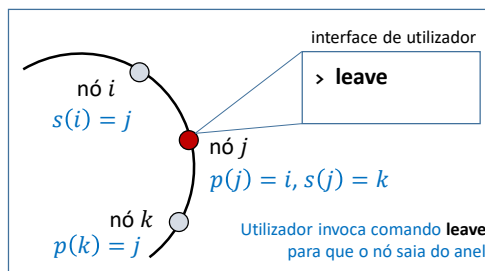 interface de utilizador
> leave
nó i
s(i) = j
nó j
p(j) = i, s(j) = k
nó k
p(k) = j
Utilizador invoca comando leave
para que o nó saia do anel